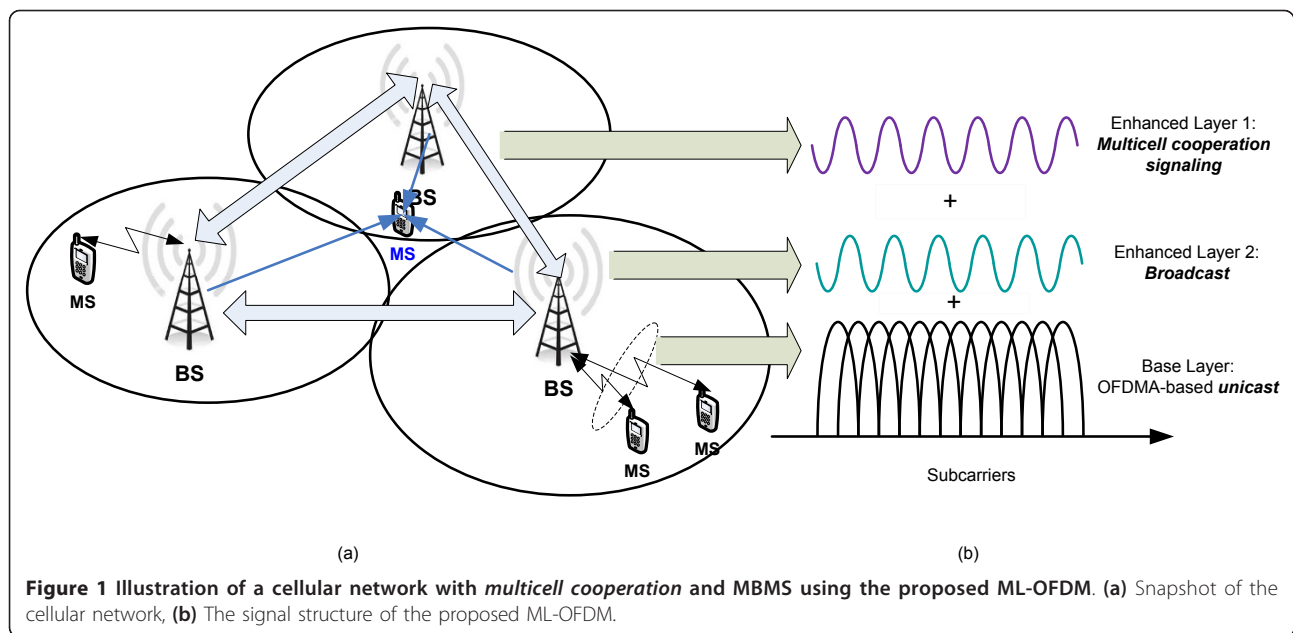 BS
MS
MS
BS
BS
MS
MS
Enhanced Layer 1:
Multicell cooperation
signaling
+
Enhanced Layer 2:
Broadcast
+
Base Layer:
OFDMA-based unicast
Subcarriers
(a)
(b)
Figure 1 Illustration of a cellular network with multicell cooperation and MBMS using the proposed ML-OFDM. (a) Snapshot of the
cellular network, (b) The signal structure of the proposed ML-OFDM.